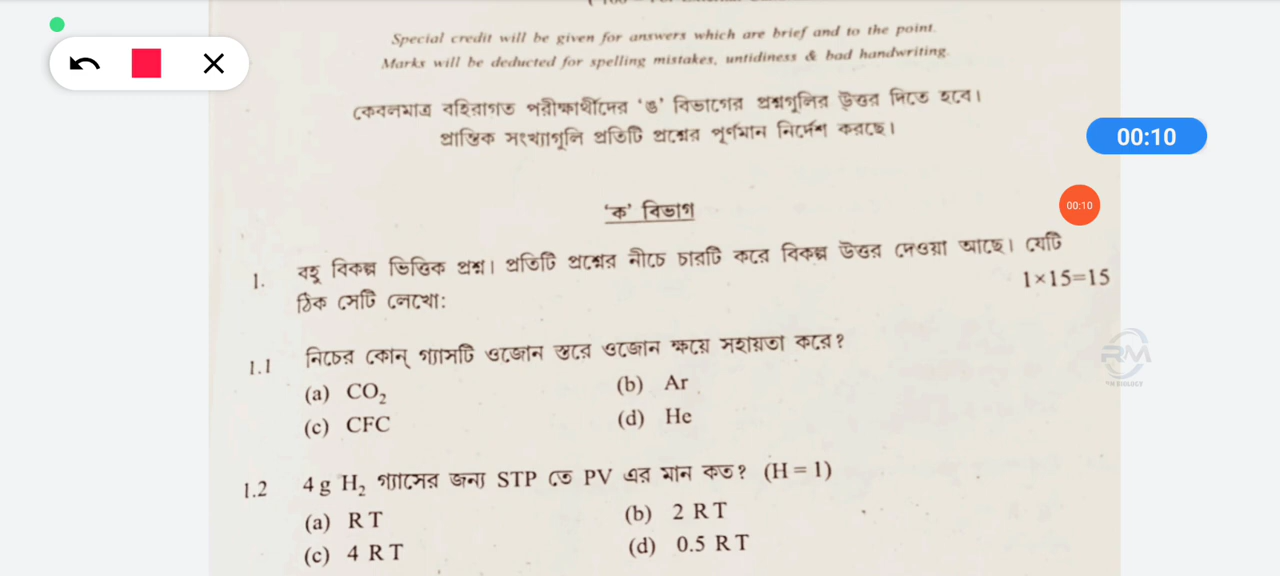 Special credit will be given for answers which are brief and to the point.
Marks will be deducted for spelling mistakes, untidiness & bad handwriting.
কেবলমাত্র বহিরাগত পরীক্ষার্থীদের ‘ঙ’ বিভাগের প্রশ্নগুলির উত্তর দিতে হবে।
প্রান্তিক সংখ্যাগুলি প্রতিটি প্রশ্নের পূর্ণমান নির্দেশ করছে।
00:10
00:10
‘ক’ বিভাগ
1. বহু বিকল্প ভিত্তিক প্রশ্ন। প্রতিটি প্রশ্নের নীচে চারটি করে বিকল্প উত্তর দেওয়া আছে। যেটি
ঠিক সেটি লেখো: 1×15=15
1.1 নিচের কোন্ গ্যাসটি ওজোন স্তরে ওজোন ক্ষয়ে সহায়তা করে?
(a) CO₂ (b) Ar
(c) CFC (d) He
RM
1.2 4 g H₂ গ্যাসের জন্য STP তে PV এর মান কত? (H = 1)
(a) R T (b) 2 R T
(c) 4 R T (d) 0.5 R T